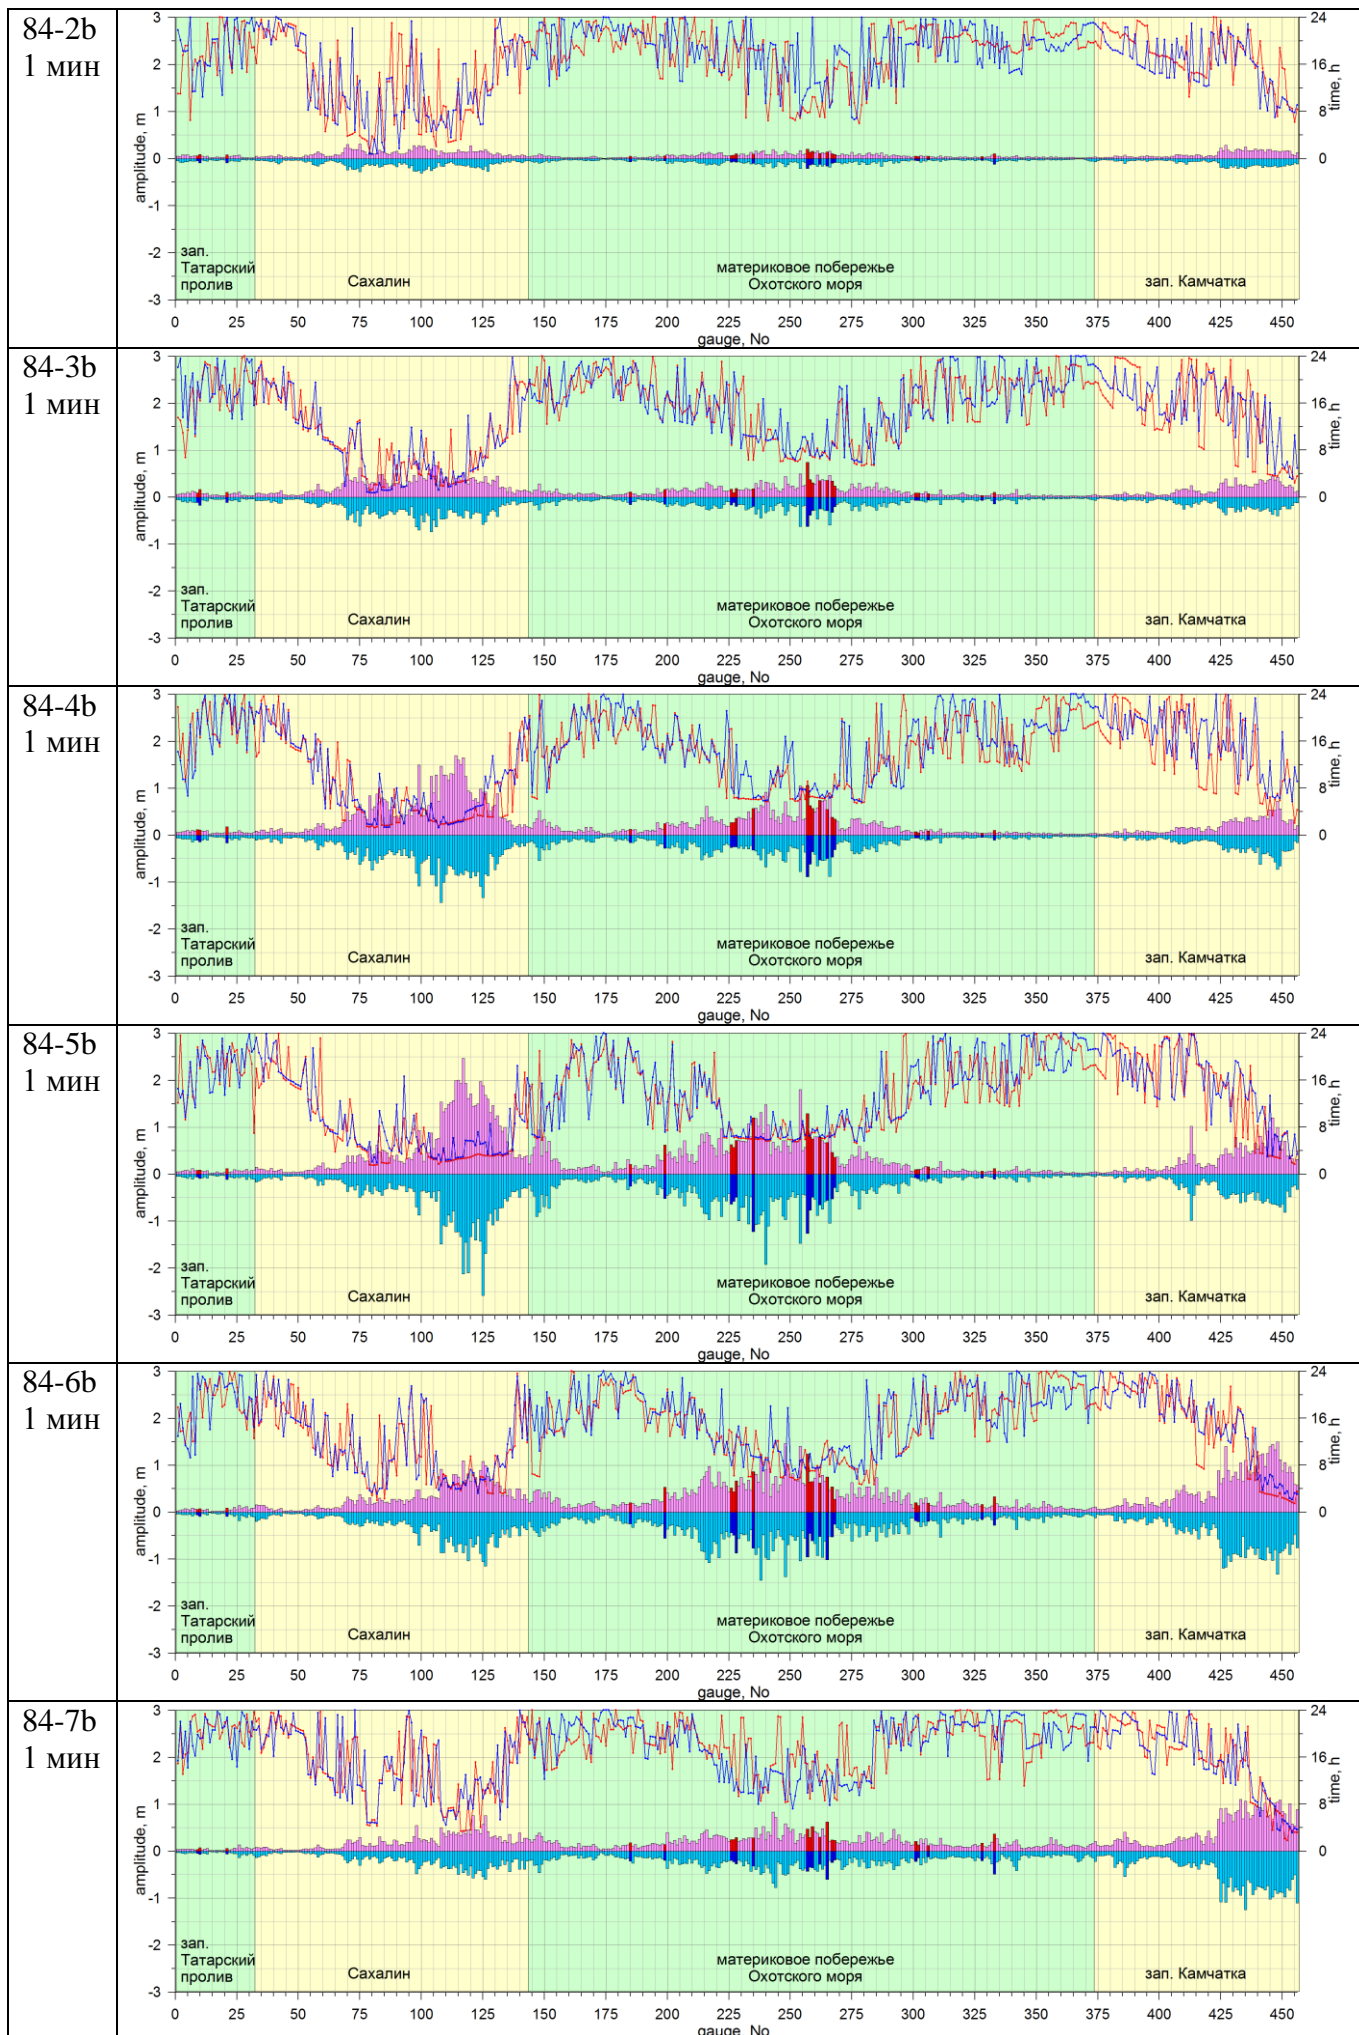 84-2b
1 мин
3
2
1
0
-1
-2
-3
amplitude, m
24
16
8
0
time, h
зап.
Татарский
пролив
Сахалин
материковое побережье
Охотского моря
зап. Камчатка
0 25 50 75 100 125 150 175 200 225 250 275 300 325 350 375 400 425 450
gauge, No
84-3b
1 мин
3
2
1
0
-1
-2
-3
amplitude, m
24
16
8
0
time, h
зап.
Татарский
пролив
Сахалин
материковое побережье
Охотского моря
зап. Камчатка
0 25 50 75 100 125 150 175 200 225 250 275 300 325 350 375 400 425 450
gauge, No
84-4b
1 мин
3
2
1
0
-1
-2
-3
amplitude, m
24
16
8
0
time, h
зап.
Татарский
пролив
Сахалин
материковое побережье
Охотского моря
зап. Камчатка
0 25 50 75 100 125 150 175 200 225 250 275 300 325 350 375 400 425 450
gauge, No
84-5b
1 мин
3
2
1
0
-1
-2
-3
amplitude, m
24
16
8
0
time, h
зап.
Татарский
пролив
Сахалин
материковое побережье
Охотского моря
зап. Камчатка
0 25 50 75 100 125 150 175 200 225 250 275 300 325 350 375 400 425 450
gauge, No
84-6b
1 мин
3
2
1
0
-1
-2
-3
amplitude, m
24
16
8
0
time, h
зап.
Татарский
пролив
Сахалин
материковое побережье
Охотского моря
зап. Камчатка
0 25 50 75 100 125 150 175 200 225 250 275 300 325 350 375 400 425 450
gauge, No
84-7b
1 мин
3
2
1
0
-1
-2
-3
amplitude, m
24
16
8
0
time, h
зап.
Татарский
пролив
Сахалин
материковое побережье
Охотского моря
зап. Камчатка
0 25 50 75 100 125 150 175 200 225 250 275 300 325 350 375 400 425 450
gauge, No